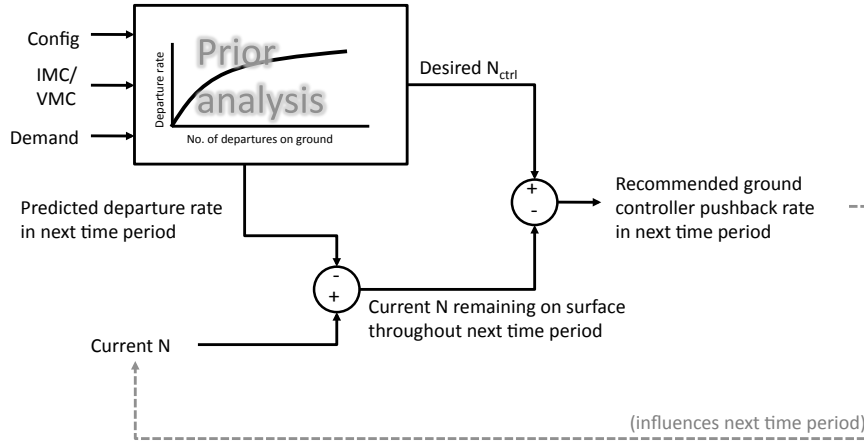 Config
IMC/
VMC
Demand
Departure rate
Prior
analysis
No. of departures on ground
Desired Nctrl
+
-
Recommended ground
controller pushback rate
in next time period
Predicted departure rate
in next time period
-
+
Current N remaining on surface
throughout next time period
Current N
(influences next time period)